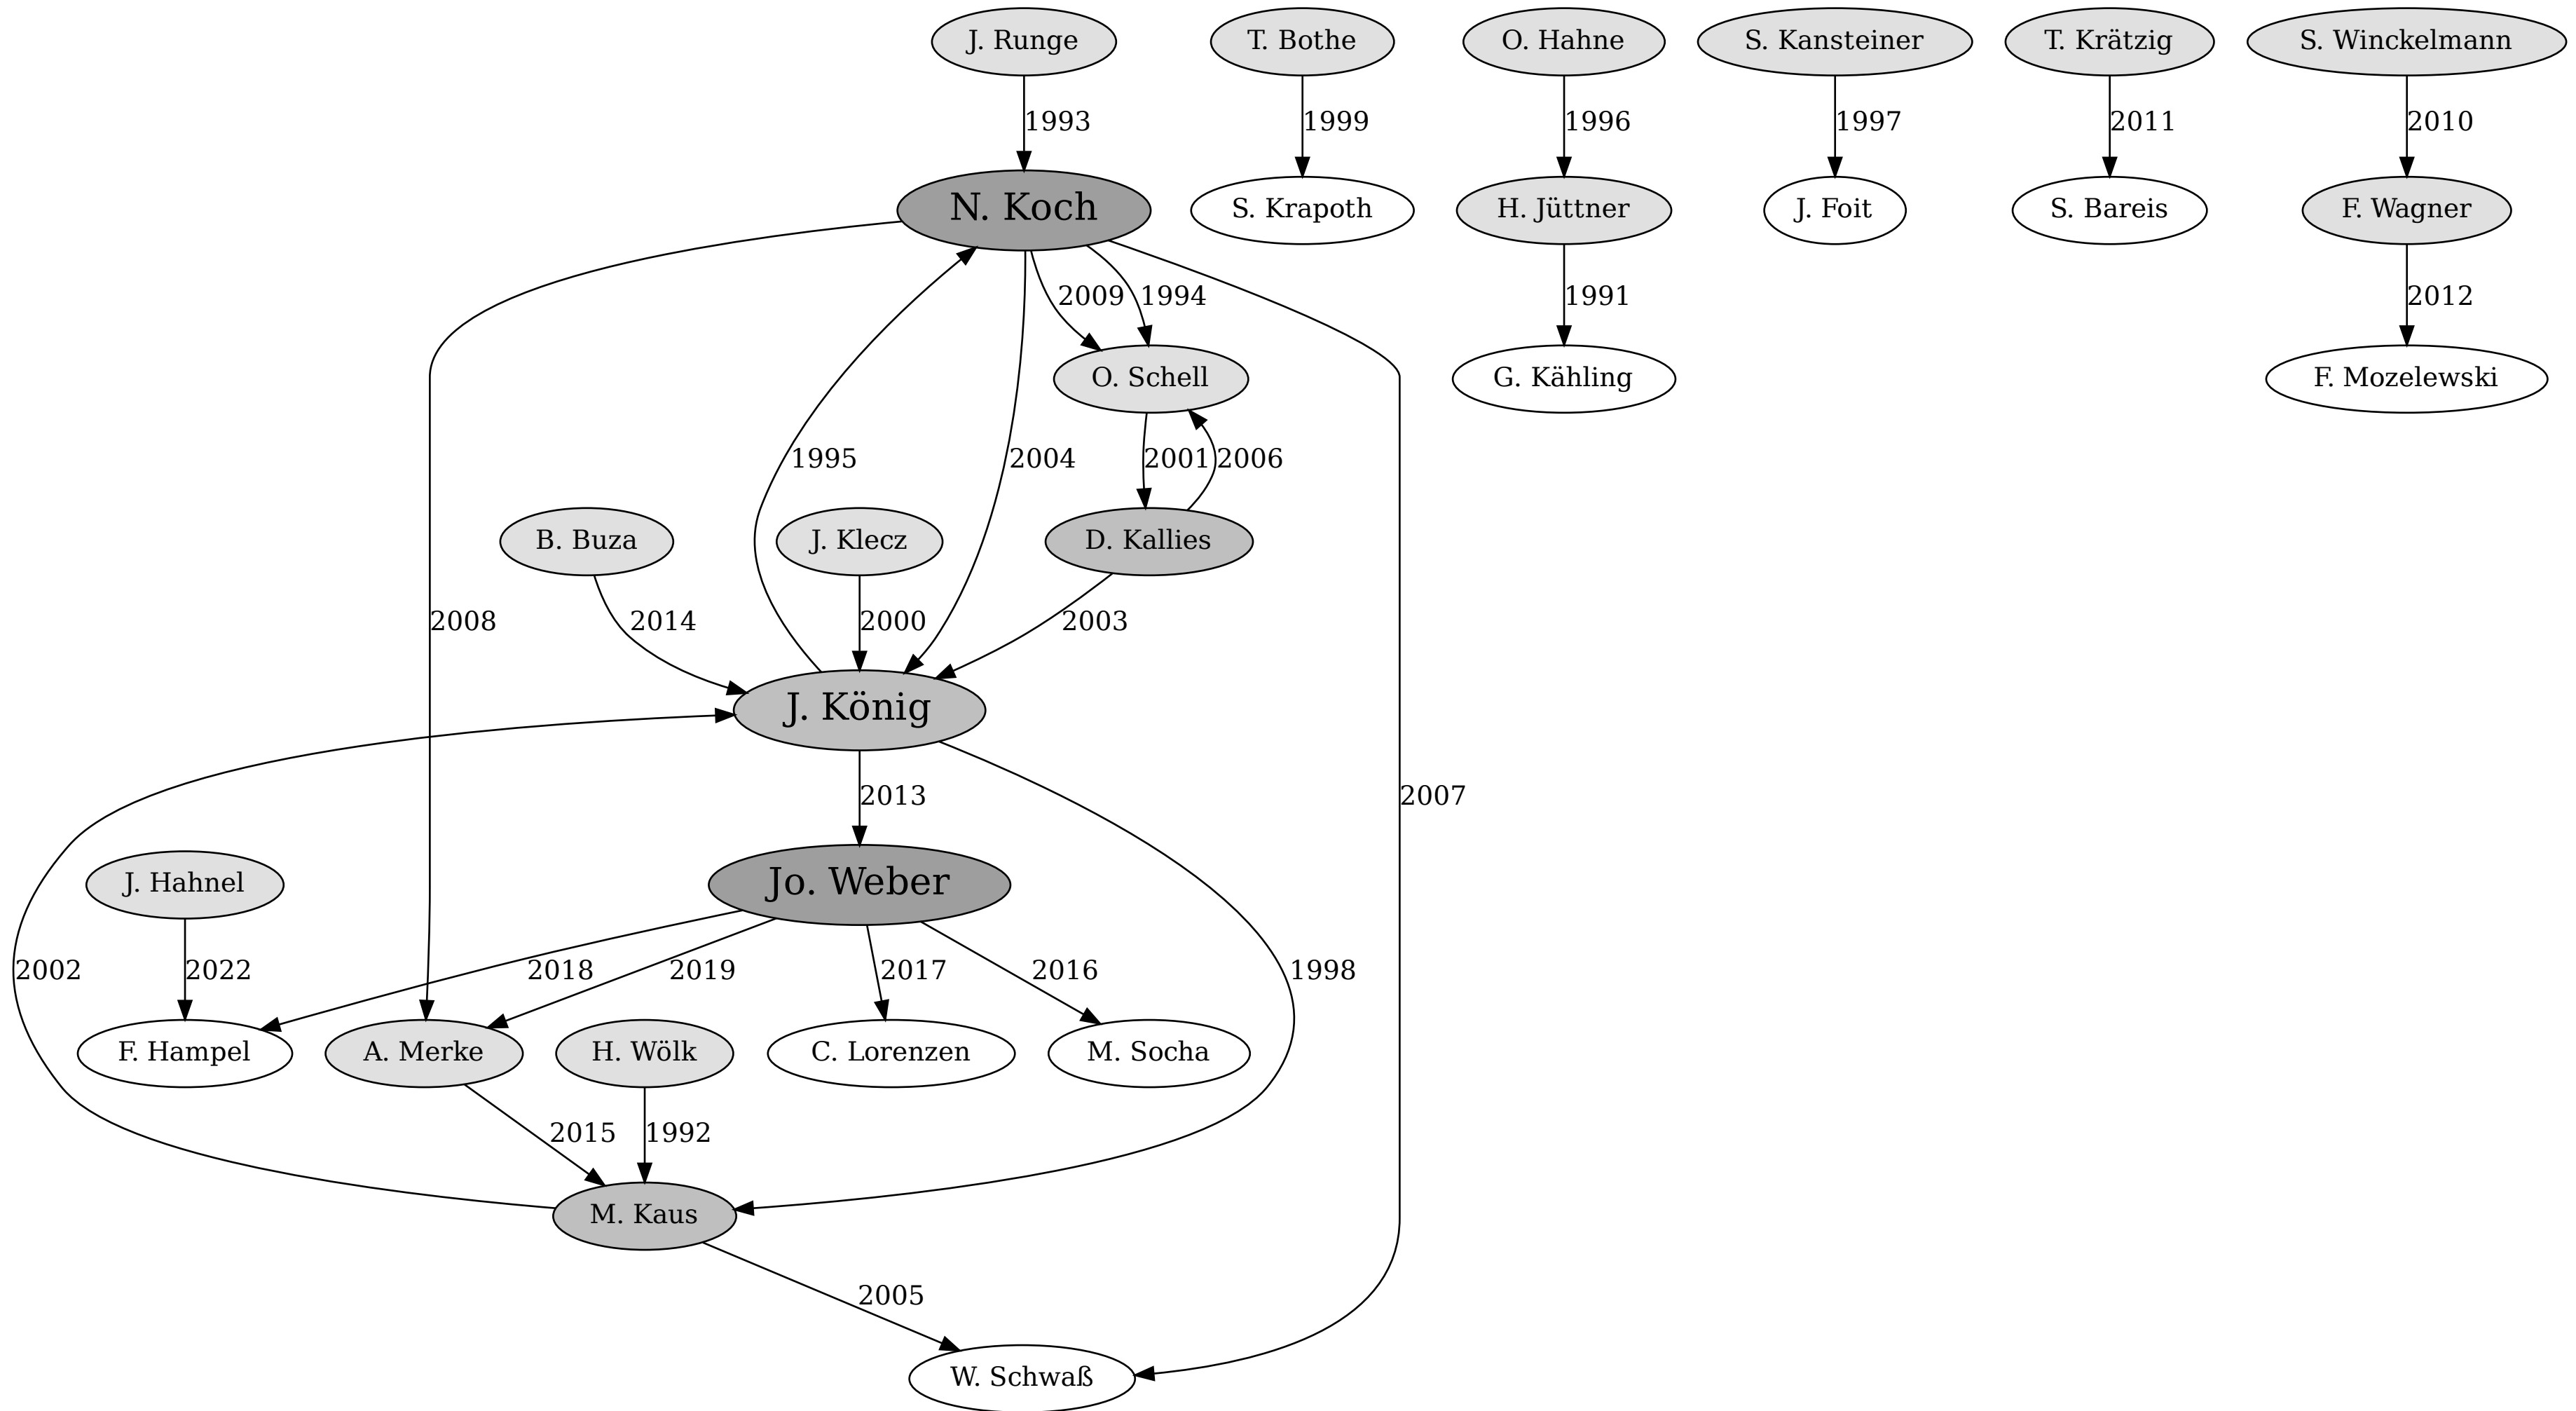 J. Runge
T. Bothe
O. Hahne
S. Kansteiner
T. Krätzig
S. Winckelmann
1993
1999
1996
1997
2011
2010
N. Koch
S. Krapoth
H. Jüttner
J. Foit
S. Bareis
F. Wagner
2009
1994
1991
2012
O. Schell
G. Kähling
F. Mozelewski
1995
2004
2001
2006
B. Buza
J. Klecz
D. Kallies
2008
2014
2000
2003
J. König
2013
2007
J. Hahnel
Jo. Weber
2002
2022
2018
2019
2017
2016
1998
F. Hampel
A. Merke
H. Wölk
C. Lorenzen
M. Socha
2015
1992
M. Kaus
2005
W. Schwaß